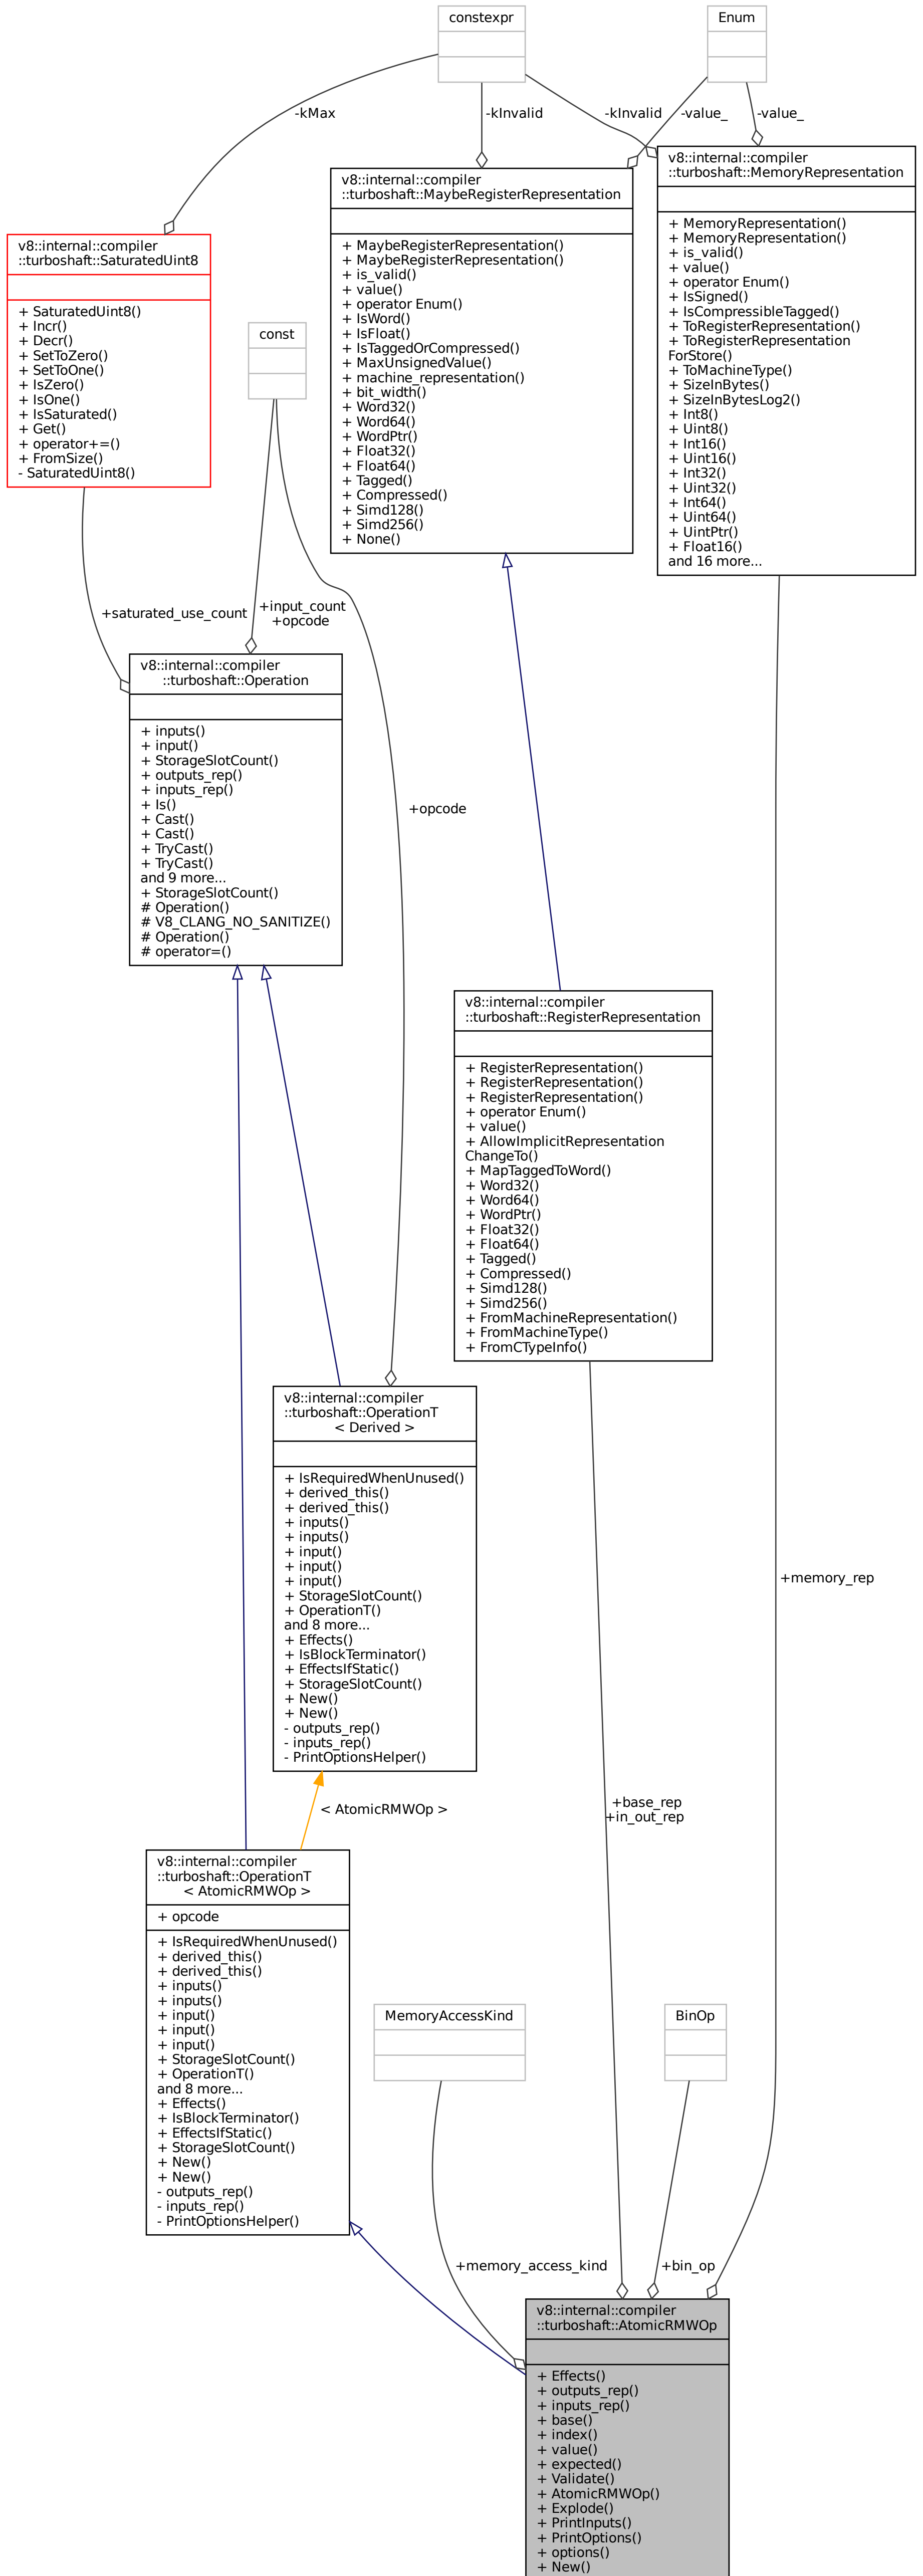 constexpr
Enum
-kMax
-kInvalid
-kInvalid
-value_
-value_
v8::internal::compiler
::turboshaft::MemoryRepresentation
+ MemoryRepresentation()
+ MemoryRepresentation()
+ is_valid()
+ value()
+ operator Enum()
+ IsSigned()
+ IsCompressibleTagged()
+ ToRegisterRepresentation()
+ ToRegisterRepresentation
ForStore()
+ ToMachineType()
+ SizeInBytes()
+ SizeInBytesLog2()
+ Int8()
+ Uint8()
+ Int16()
+ Uint16()
+ Int32()
+ Uint32()
+ Int64()
+ Uint64()
+ UintPtr()
+ Float16()
and 16 more...
v8::internal::compiler
::turboshaft::MaybeRegisterRepresentation
+ MaybeRegisterRepresentation()
+ MaybeRegisterRepresentation()
+ is_valid()
+ value()
+ operator Enum()
+ IsWord()
+ IsFloat()
+ IsTaggedOrCompressed()
+ MaxUnsignedValue()
+ machine_representation()
+ bit_width()
+ Word32()
+ Word64()
+ WordPtr()
+ Float32()
+ Float64()
+ Tagged()
+ Compressed()
+ Simd128()
+ Simd256()
+ None()
v8::internal::compiler
::turboshaft::SaturatedUint8
+ SaturatedUint8()
+ Incr()
+ Decr()
+ SetToZero()
+ SetToOne()
+ IsZero()
+ IsOne()
+ IsSaturated()
+ Get()
+ operator+=()
+ FromSize()
- SaturatedUint8()
const
+saturated_use_count
+input_count
+opcode
v8::internal::compiler
::turboshaft::Operation
+ inputs()
+ input()
+ StorageSlotCount()
+ outputs_rep()
+ inputs_rep()
+ Is()
+ Cast()
+ Cast()
+ TryCast()
+ TryCast()
and 9 more...
+ StorageSlotCount()
# Operation()
# V8_CLANG_NO_SANITIZE()
# Operation()
# operator=()
+opcode
v8::internal::compiler
::turboshaft::RegisterRepresentation
+ RegisterRepresentation()
+ RegisterRepresentation()
+ RegisterRepresentation()
+ operator Enum()
+ value()
+ AllowImplicitRepresentation
ChangeTo()
+ MapTaggedToWord()
+ Word32()
+ Word64()
+ WordPtr()
+ Float32()
+ Float64()
+ Tagged()
+ Compressed()
+ Simd128()
+ Simd256()
+ FromMachineRepresentation()
+ FromMachineType()
+ FromCTypeInfo()
v8::internal::compiler
::turboshaft::OperationT
< Derived >
+ IsRequiredWhenUnused()
+ derived_this()
+ derived_this()
+ inputs()
+ inputs()
+ input()
+ input()
+ input()
+ StorageSlotCount()
+ OperationT()
and 8 more...
+ Effects()
+ IsBlockTerminator()
+ EffectsIfStatic()
+ StorageSlotCount()
+ New()
+ New()
- outputs_rep()
- inputs_rep()
- PrintOptionsHelper()
+memory_rep
+base_rep
+in_out_rep
< AtomicRMWOp >
v8::internal::compiler
::turboshaft::OperationT
< AtomicRMWOp >
+ opcode
+ IsRequiredWhenUnused()
+ derived_this()
+ derived_this()
+ inputs()
+ inputs()
+ input()
+ input()
+ input()
+ StorageSlotCount()
+ OperationT()
and 8 more...
+ Effects()
+ IsBlockTerminator()
+ EffectsIfStatic()
+ StorageSlotCount()
+ New()
+ New()
- outputs_rep()
- inputs_rep()
- PrintOptionsHelper()
MemoryAccessKind
BinOp
+memory_access_kind
+bin_op
v8::internal::compiler
::turboshaft::AtomicRMWOp
+ Effects()
+ outputs_rep()
+ inputs_rep()
+ base()
+ index()
+ value()
+ expected()
+ Validate()
+ AtomicRMWOp()
+ Explode()
+ PrintInputs()
+ PrintOptions()
+ options()
+ New()